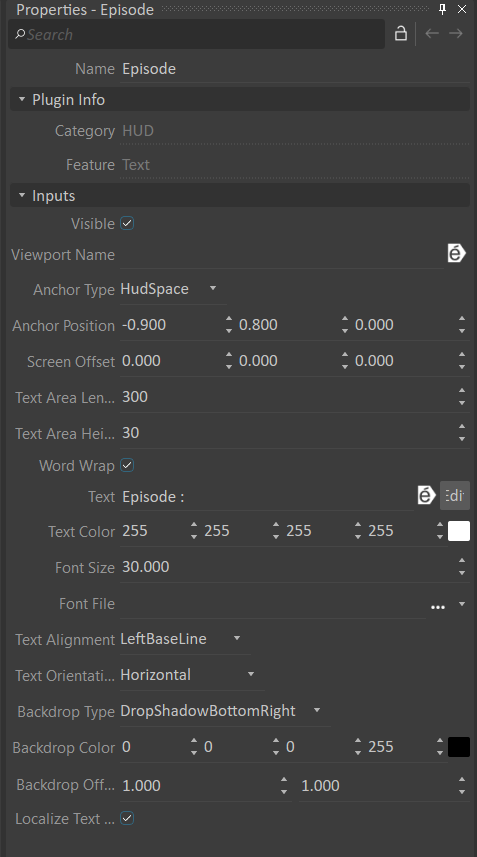 Properties - Episode
Search
Name Episode
Plugin Info
Category HUD
Feature Text
Inputs
Visible
Viewport Name é
Anchor Type HudSpace
Anchor Position -0.900 0.800 0.000
Screen Offset 0.000 0.000 0.000
Text Area Len... 300
Text Area Hei... 30
Word Wrap
Text Episode : é Edit
Text Color 255 255 255 255
Font Size 30.000
Font File ...
Text Alignment LeftBaseLine
Text Orientati... Horizontal
Backdrop Type DropShadowBottomRight
Backdrop Color 0 0 0 255
Backdrop Off... 1.000 1.000
Localize Text ...